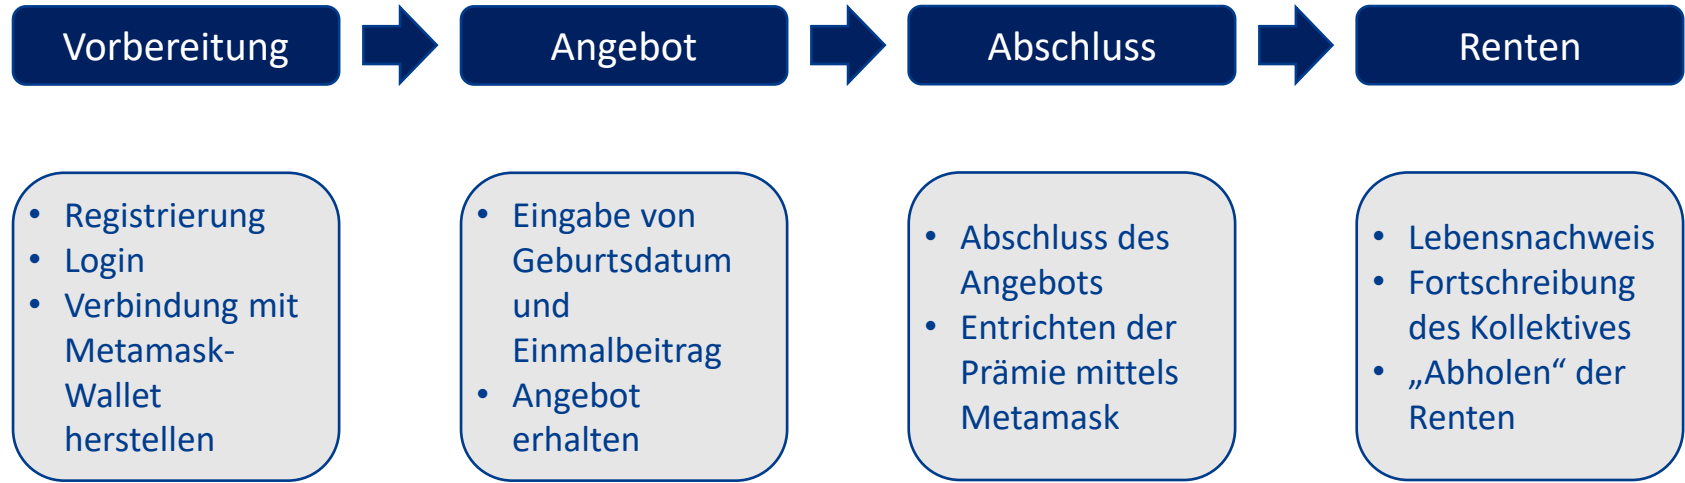 Vorbereitung
Angebot
Abschluss
Renten
• Registrierung
• Login
• Verbindung mit
Metamask-
Wallet
herstellen
• Eingabe von
Geburtsdatum
und
Einmalbeitrag
• Angebot
erhalten
• Abschluss des
Angebots
• Entrichten der
Prämie mittels
Metamask
• Lebensnachweis
• Fortschreibung
des Kollektives
• „Abholen“ der
Renten